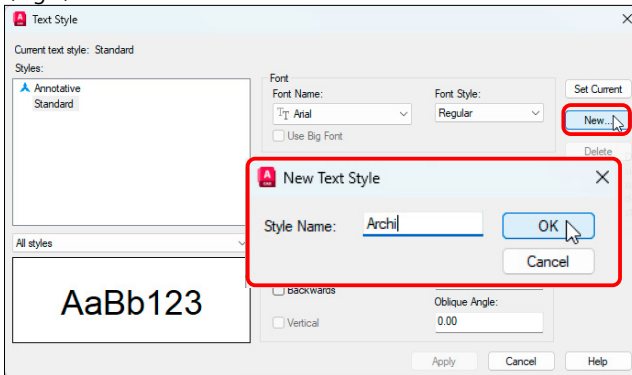 Text Style
Current text style: Standard
Styles:
Annotative
Standard
Font
Font Name:
Font Style:
Set Current
Arial
Regular
New...
Use Big Font
Delete
New Text Style
Style Name:
Archi
OK
Cancel
All styles
AaBb123
Backwards
Oblique Angle:
Vertical
0.00
Apply
Cancel
Help